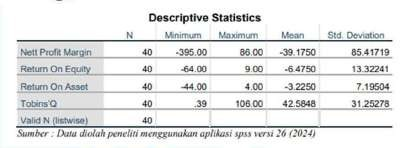 Descriptive Statistics
N Minimum Maximum Mean Std. Deviation
Nett Profit Margin 40 -395.00 86.00 -39.1750 85.41719
Return On Equity 40 -64.00 9.00 -6.4750 13.32241
Return On Asset 40 -44.00 4.00 -3.2250 7.19504
Tobins'Q 40 .39 106.00 42.5848 31.25278
Valid N (listwise) 40
Sumber : Data diolah peneliti menggunakan aplikasi spss versi 26 (2024)